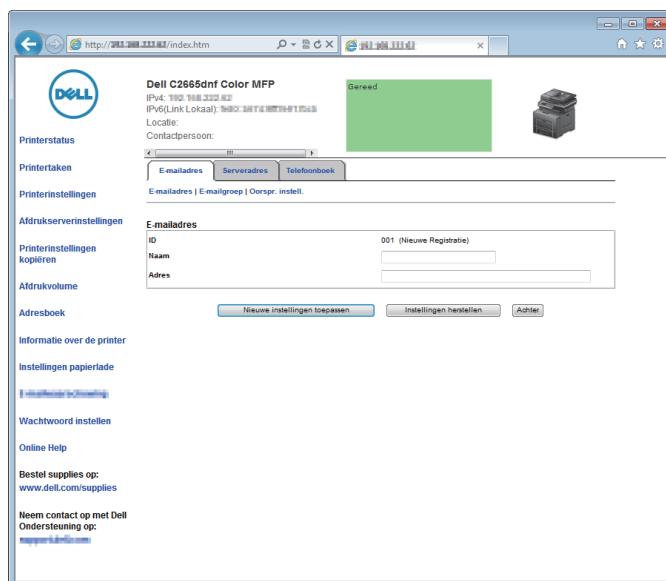 http:// /index.htm
DELL
Dell C2665dnf Color MFP
IPv4:
IPv6(Link Lokaal):
Locatie:
Contactpersoon:
Gereed
Printerstatus
Printertaken
Printerinstellingen
Afdrukserverinstellingen
Printerinstellingen
kopiëren
Afdrukvolume
Adresboek
Informatie over de printer
Instellingen papierlade
Wachtwoord instellen
Online Help
Bestel supplies op:
www.dell.com/supplies
Neem contact op met Dell
Ondersteuning op:
E-mailadres Serveradres Telefoonboek
E-mailadres | E-mailgroep | Oorspr. instell.
E-mailadres
ID 001 (Nieuwe Registratie)
Naam
Adres
Nieuwe instellingen toepassen Instellingen herstellen Achter